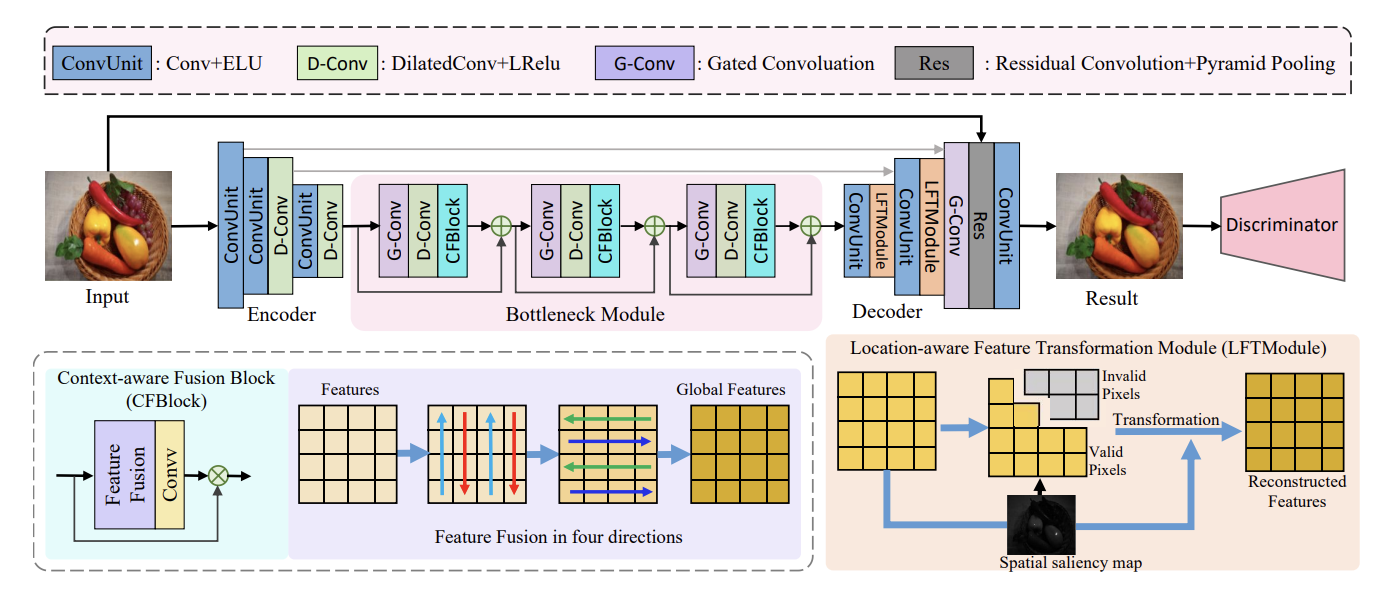 ConvUnit : Conv+ELU
D-Conv : DilatedConv+LRelu
G-Conv : Gated Convoluation
Res : Ressidual Convolution+Pyramid Pooling
Input
ConvUnit
ConvUnit
D-Conv
ConvUnit
D-Conv
Encoder
G-Conv
D-Conv
CFBlock
G-Conv
D-Conv
CFBlock
G-Conv
D-Conv
CFBlock
Bottleneck Module
ConvUnit
LFTModule
ConvUnit
LFTModule
G-Conv
Res
ConvUnit
Decoder
Result
Discriminator
Context-aware Fusion Block
(CFBlock)
Feature
Fusion
Convv
Features
Global Features
Feature Fusion in four directions
Location-aware Feature Transformation Module (LFTModule)
Invalid
Pixels
Transformation
Valid
Pixels
Reconstructed
Features
Spatial saliency map